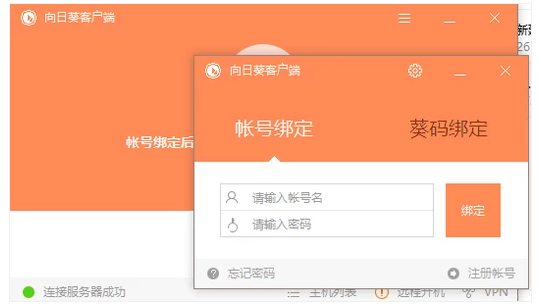 向日葵客户端
新建
26
向日葵客户端
帐号绑定
葵码绑定
帐号绑定后
请输入帐号名
请输入密码
绑定
忘记密码
注册帐号
连接服务器成功
主机列表
远程开机
VPN